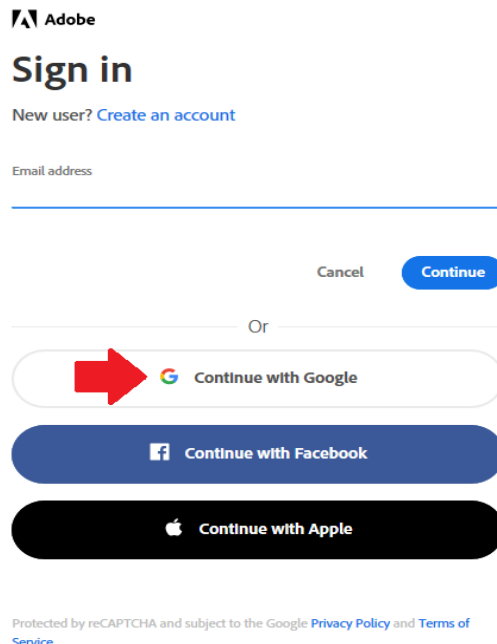 Adobe
Sign in
New user? Create an account
Email address
Cancel
Continue
Or
Continue with Google
Continue with Facebook
Continue with Apple
Protected by reCAPTCHA and subject to the Google Privacy Policy and Terms of
Service